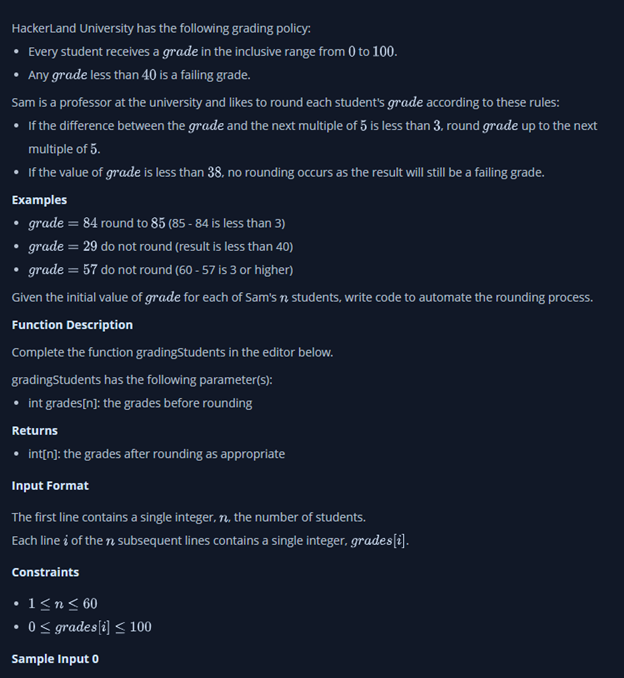 HackerLand University has the following grading policy:
• Every student receives a grade in the inclusive range from 0 to 100.
• Any grade less than 40 is a failing grade.
Sam is a professor at the university and likes to round each student's grade according to these rules:
• If the difference between the grade and the next multiple of 5 is less than 3, round grade up to the next
multiple of 5.
• If the value of grade is less than 38, no rounding occurs as the result will still be a failing grade.
Examples
• grade = 84 round to 85 (85 - 84 is less than 3)
• grade = 29 do not round (result is less than 40)
• grade = 57 do not round (60 - 57 is 3 or higher)
Given the initial value of grade for each of Sam's n students, write code to automate the rounding process.
Function Description
Complete the function gradingStudents in the editor below.
gradingStudents has the following parameter(s):
• int grades[n]: the grades before rounding
Returns
• int[n]: the grades after rounding as appropriate
Input Format
The first line contains a single integer, n, the number of students.
Each line i of the n subsequent lines contains a single integer, grades[i].
Constraints
• 1 ≤ n ≤ 60
• 0 ≤ grades[i] ≤ 100
Sample Input 0